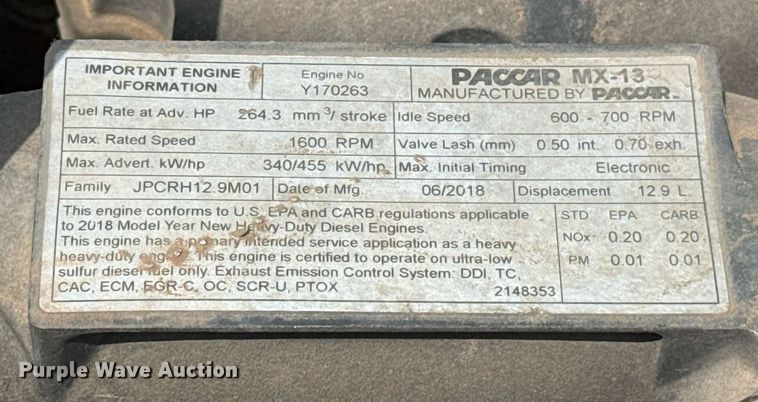 IMPORTANT ENGINE INFORMATION
Engine No
Y170263
PACCAR MX-13
MANUFACTURED BY PACCAR
Fuel Rate at Adv. HP 264.3 mm³/ stroke
Idle Speed 600 - 700 RPM
Max. Rated Speed 1600 RPM
Valve Lash (mm) 0.50 int. 0.70 exh.
Max. Advert. kW/hp 340/455 kW/hp
Max. Initial Timing Electronic
Family JPCRH12.9M01
Date of Mfg. 06/2018
Displacement 12.9 L
This engine conforms to U.S. EPA and CARB regulations applicable
to 2018 Model Year New Heavy-Duty Diesel Engines.
This engine has a primary intended service application as a heavy
heavy-duty engine. This engine is certified to operate on ultra-low
sulfur diesel fuel only. Exhaust Emission Control System: DDI, TC,
CAC, ECM, EGR-C, OC, SCR-U, PTOX
2148353
STD EPA CARB
NOx 0.20 0.20
PM 0.01 0.01
Purple Wave Auction